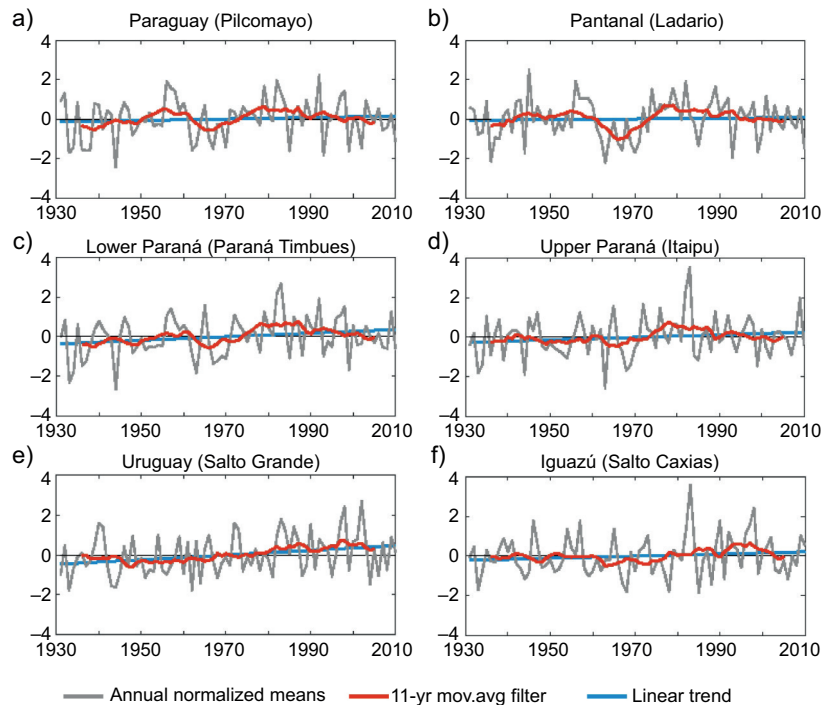 a) Paraguay (Pilcomayo)
4
2
0
−2
−4
1930 1950 1970 1990 2010
b) Pantanal (Ladario)
4
2
0
−2
−4
1930 1950 1970 1990 2010
c) Lower Paraná (Paraná Timbues)
4
2
0
−2
−4
1930 1950 1970 1990 2010
d) Upper Paraná (Itaipu)
4
2
0
−2
−4
1930 1950 1970 1990 2010
e) Uruguay (Salto Grande)
4
2
0
−2
−4
1930 1950 1970 1990 2010
f) Iguazú (Salto Caxias)
4
2
0
−2
−4
1930 1950 1970 1990 2010
Annual normalized means 11-yr mov.avg filter Linear trend